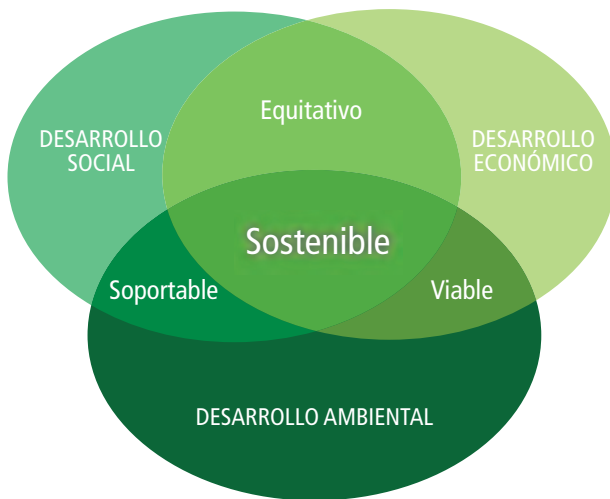 Equitativo
DESARROLLO
SOCIAL
DESARROLLO
ECONÓMICO
Sostenible
Soportable
Viable
DESARROLLO AMBIENTAL